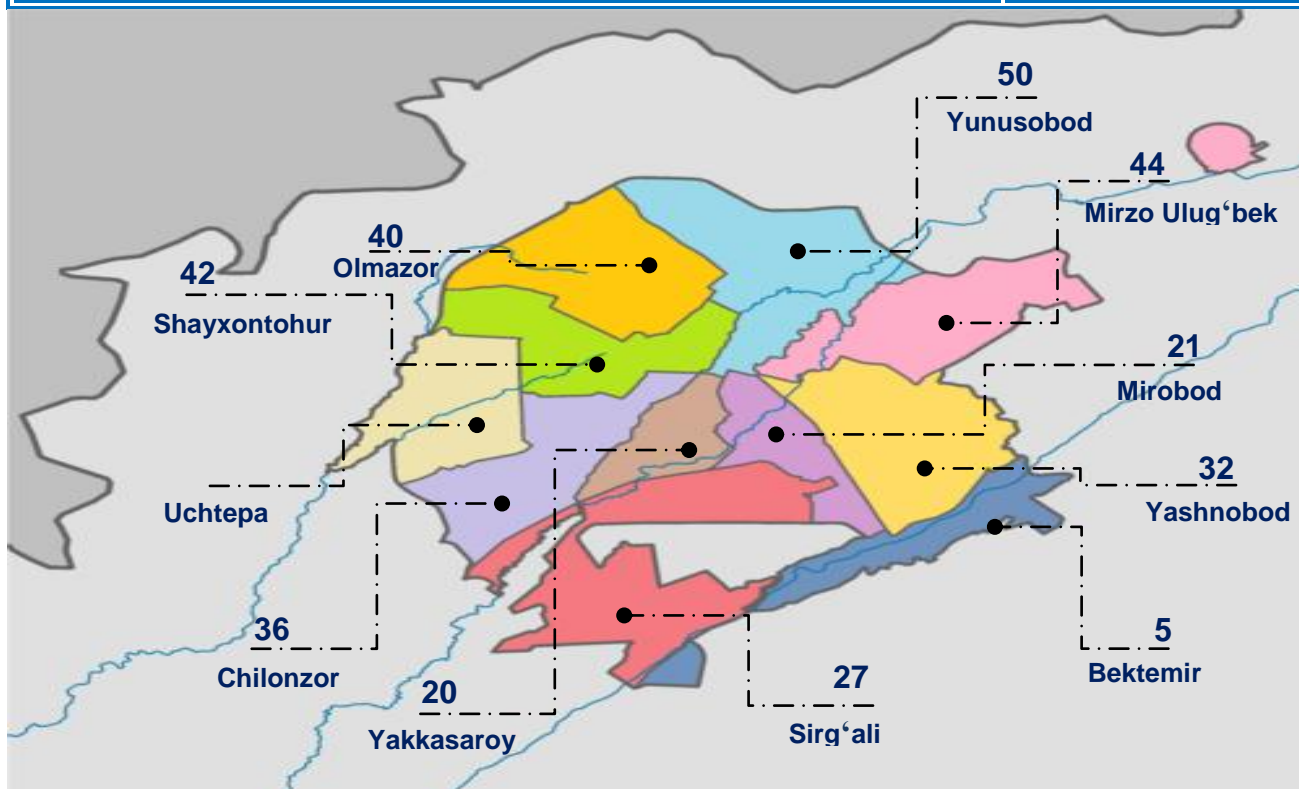 50
Yunusobod
44
Mirzo Ulug‘bek
40
Olmazor
42
Shayxontohur
21
Mirobod
32
Yashnobod
Uchtepa
36
Chilonzor
5
Bektemir
20
Yakkasaroy
27
Sirg‘ali